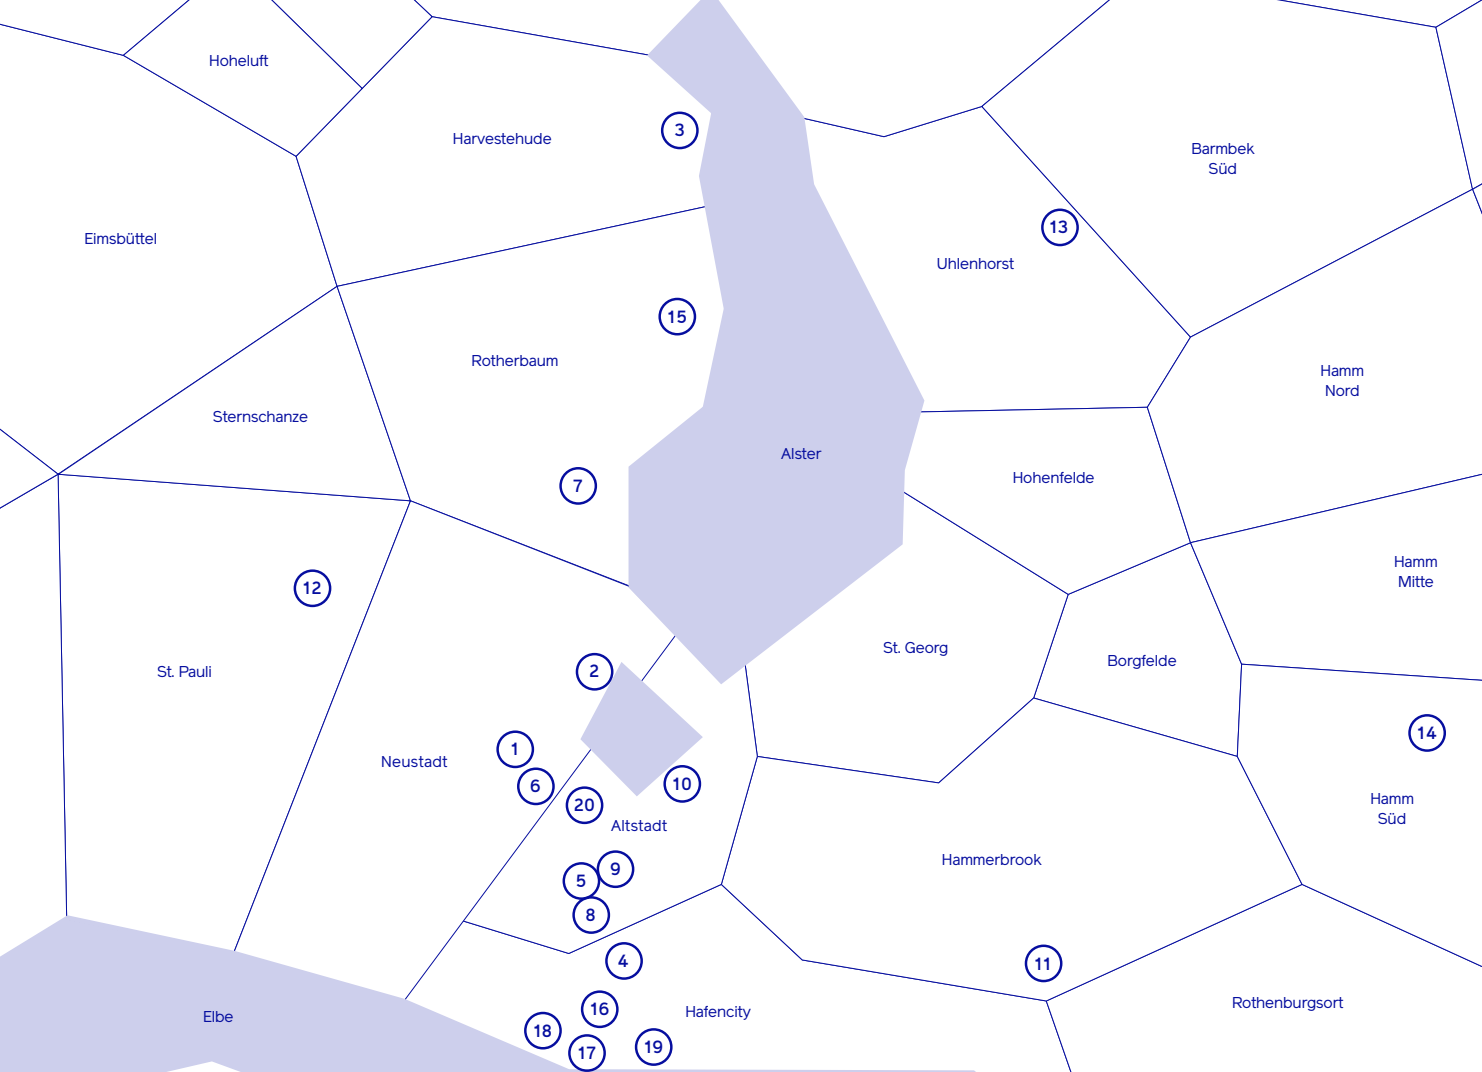 Hoheluft
3
Harvestehude
Barmbek
Süd
13
Eimsbüttel
Uhlenhorst
15
Rotherbaum
Hamm
Nord
Sternschanze
Alster
7
Hohenfelde
12
Hamm
Mitte
St. Pauli
2
St. Georg
Borgfelde
1
Neustadt
14
6
20
10
Altstadt
Hamm
Süd
9
5
Hammerbrook
8
4
11
16
Hafencity
Rothenburgsort
Elbe
18
17
19